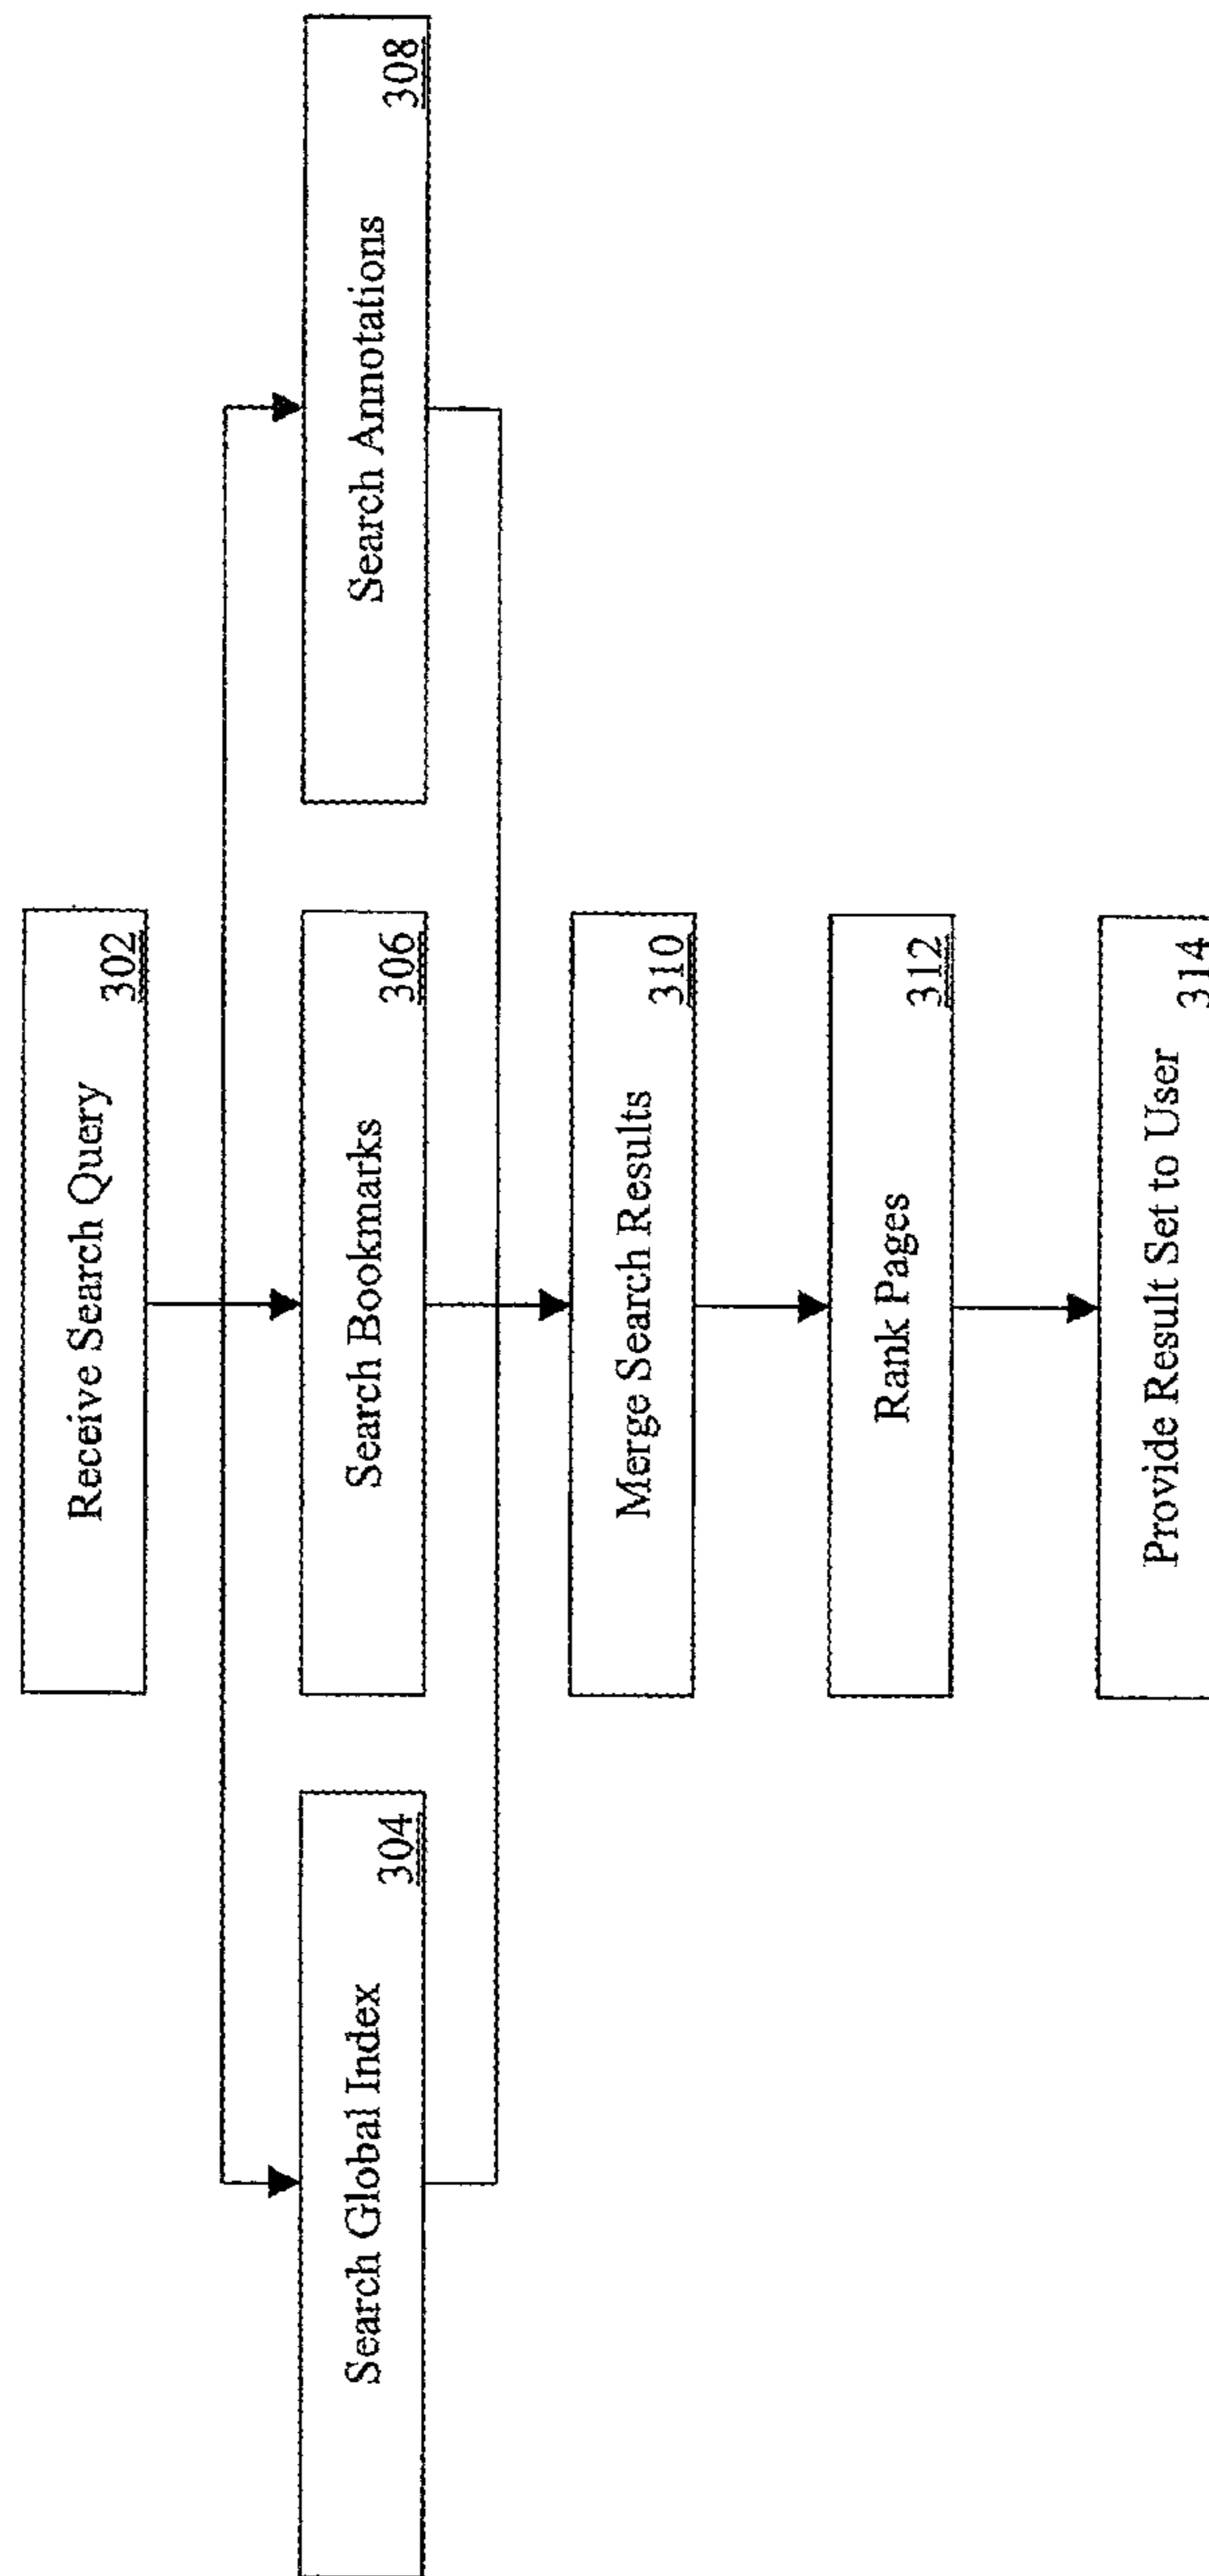 Receive Search Query
302
Search Global Index
304
Search Bookmarks
306
Search Annotations
308
Merge Search Results
310
Rank Pages
312
Provide Result Set to User
314